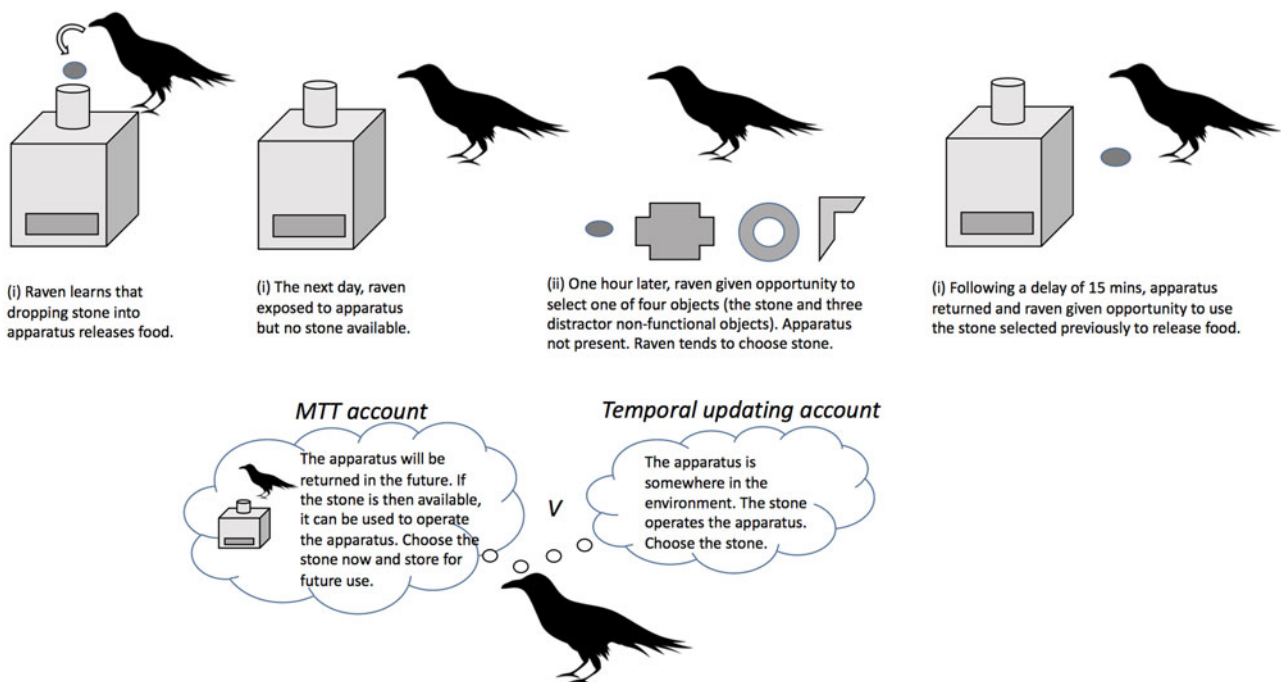 (i) Raven learns that
dropping stone into
apparatus releases food.
(i) The next day, raven
exposed to apparatus
but no stone available.
(ii) One hour later, raven given opportunity to
select one of four objects (the stone and three
distractor non-functional objects). Apparatus
not present. Raven tends to choose stone.
(i) Following a delay of 15 mins, apparatus
returned and raven given opportunity to use
the stone selected previously to release food.
MTT account
The apparatus will be
returned in the future. If
the stone is then available,
it can be used to operate
the apparatus. Choose the
stone now and store for
future use.
V
Temporal updating account
The apparatus is
somewhere in the
environment. The stone
operates the apparatus.
Choose the stone.